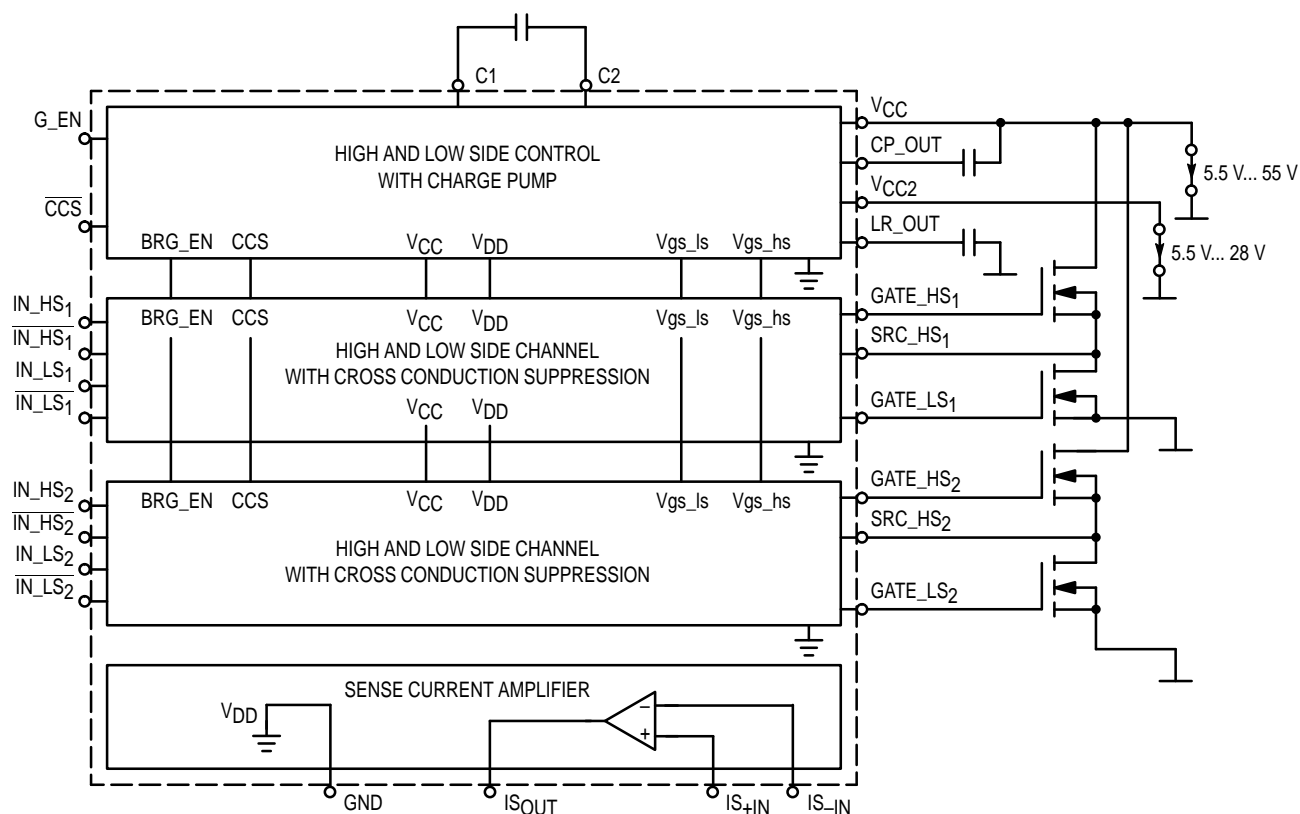 C1 C2
G_EN
CCS
HIGH AND LOW SIDE CONTROL
WITH CHARGE PUMP
BRG_EN CCS VCC VDD Vgs_ls Vgs_hs
VCC
CP_OUT
VCC2
LR_OUT
5.5 V... 55 V
5.5 V... 28 V
IN_HS1
IN_HS1
IN_LS1
IN_LS1
BRG_EN CCS VCC VDD Vgs_ls Vgs_hs
HIGH AND LOW SIDE CHANNEL
WITH CROSS CONDUCTION SUPPRESSION
VCC VDD
GATE_HS1
SRC_HS1
GATE_LS1
IN_HS2
IN_HS2
IN_LS2
IN_LS2
BRG_EN CCS VCC VDD Vgs_ls Vgs_hs
HIGH AND LOW SIDE CHANNEL
WITH CROSS CONDUCTION SUPPRESSION
GATE_HS2
SRC_HS2
GATE_LS2
SENSE CURRENT AMPLIFIER
VDD
–
+
GND ISOUT IS+IN IS–IN